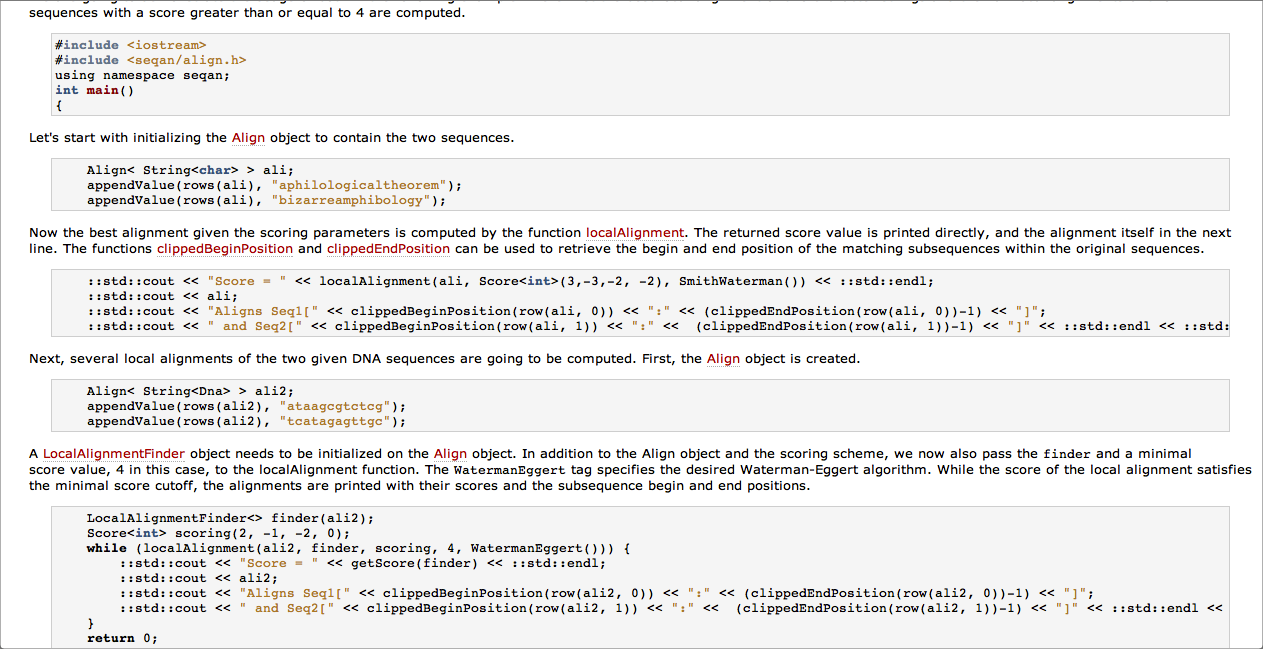 sequences with a score greater than or equal to 4 are computed.
#include <iostream>
#include <seqan/align.h>
using namespace seqan;
int main()
{
Let's start with initializing the Align object to contain the two sequences.
Align< String<char> > ali;
appendValue(rows(ali), "aphilologicaltheorem");
appendValue(rows(ali), "bizarreamphibology");
Now the best alignment given the scoring parameters is computed by the function localAlignment. The returned score value is printed directly, and the alignment itself in the next
line. The functions clippedBeginPosition and clippedEndPosition can be used to retrieve the begin and end position of the matching subsequences within the original sequences.
::std::cout << "Score = " << localAlignment(ali, Score<int>(3,-3,-2, -2), SmithWaterman()) << ::std::endl;
::std::cout << ali;
::std::cout << "Aligns Seq1[" << clippedBeginPosition(row(ali, 0)) << ":" << (clippedEndPosition(row(ali, 0))-1) << "]";
::std::cout << " and Seq2[" << clippedBeginPosition(row(ali, 1)) << ":" <<  (clippedEndPosition(row(ali, 1))-1) << "]" << ::std::endl << ::std:
Next, several local alignments of the two given DNA sequences are going to be computed. First, the Align object is created.
Align< String<Dna> > ali2;
appendValue(rows(ali2), "ataagcgtctcg");
appendValue(rows(ali2), "tcatagagttgc");
A LocalAlignmentFinder object needs to be initialized on the Align object. In addition to the Align object and the scoring scheme, we now also pass the finder and a minimal
score value, 4 in this case, to the localAlignment function. The WatermanEggert tag specifies the desired Waterman-Eggert algorithm. While the score of the local alignment satisfies
the minimal score cutoff, the alignments are printed with their scores and the subsequence begin and end positions.
LocalAlignmentFinder<> finder(ali2);
Score<int> scoring(2, -1, -2, 0);
while (localAlignment(ali2, finder, scoring, 4, WatermanEggert())) {
::std::cout << "Score = " << getScore(finder) << ::std::endl;
::std::cout << ali2;
::std::cout << "Aligns Seq1[" << clippedBeginPosition(row(ali2, 0)) << ":" << (clippedEndPosition(row(ali2, 0))-1) << "]";
::std::cout << " and Seq2[" << clippedBeginPosition(row(ali2, 1)) << ":" <<  (clippedEndPosition(row(ali2, 1))-1) << "]" << ::std::endl <<
}
return 0;